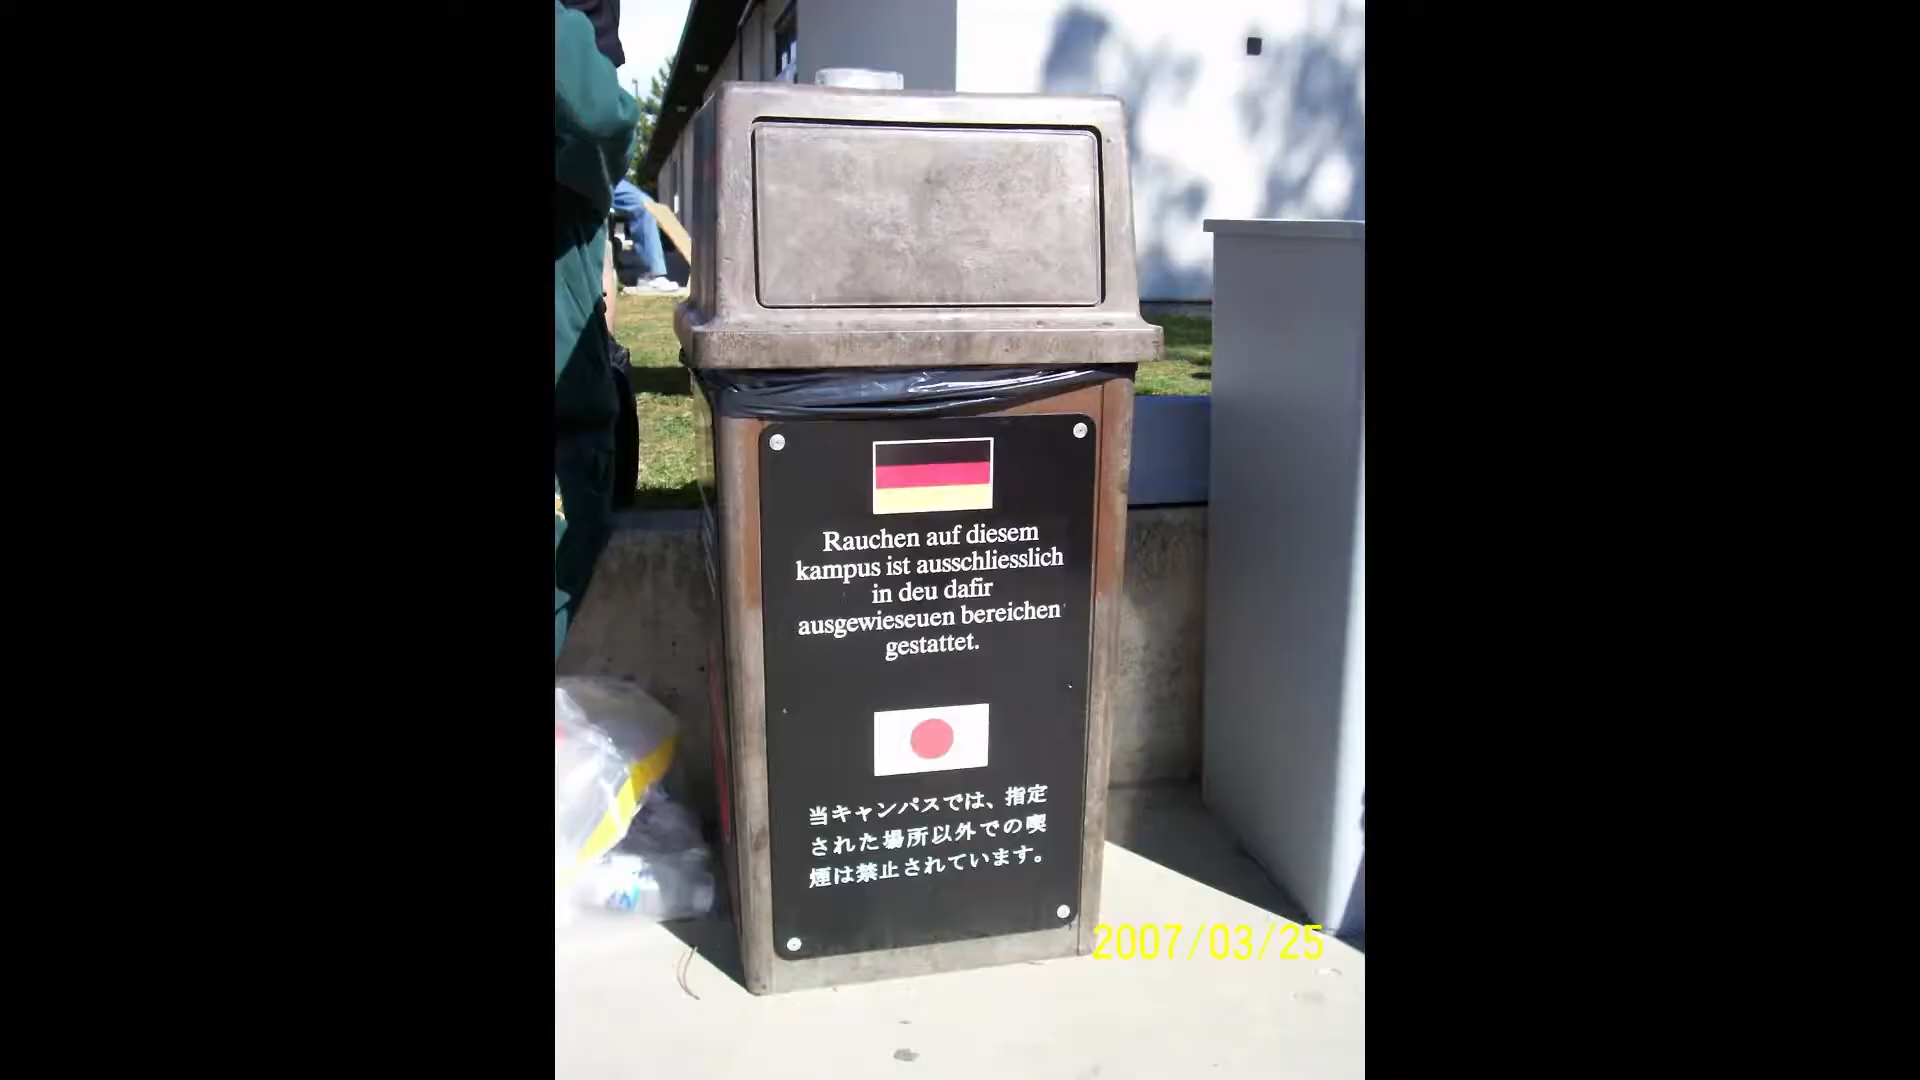 Rauchen auf diesem
kampus ist ausschliesslich
in deu dafir
ausgewieseuen bereichen
gestattet.
当キャンパスでは、指定
された場所以外での喫
煙は禁止されています。
2007/03/25